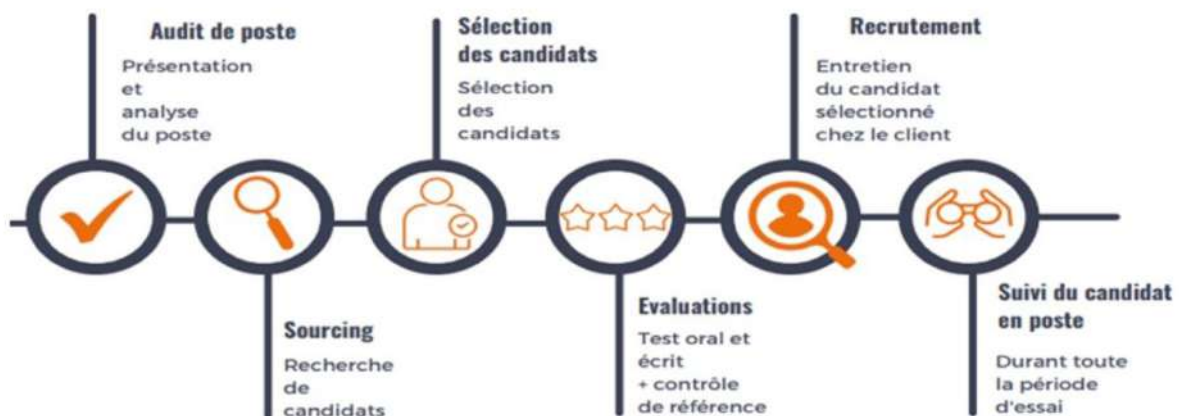 Audit de poste
Présentation
et
analyse
du poste
Sourcing
Recherche
de
candidats
Sélection
des candidats
Sélection
des
candidats
Evaluations
Test oral et
écrit
+ contrôle
de référence
Recrutement
Entretien
du candidat
sélectionné
chez le client
Suivi du candidat
en poste
Durant toute
la période
d'essai